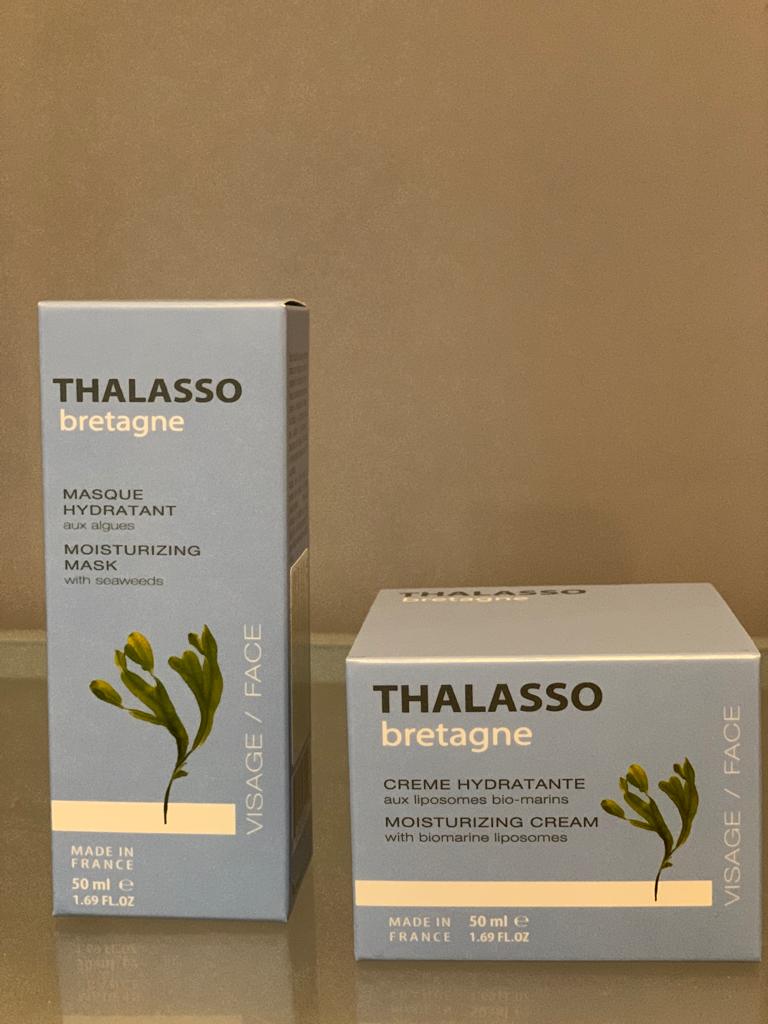 THALASSO
bretagne
MASQUE
HYDRATANT
aux algues
MOISTURIZING
MASK
with seaweeds
VISAGE / FACE
MADE IN
FRANCE
50 ml ℮
1.69 FL.OZ
THALASSO
bretagne
THALASSO
bretagne
CREME HYDRATANTE
aux liposomes bio-marins
MOISTURIZING CREAM
with biomarine liposomes
VISAGE / FACE
MADE IN
FRANCE
50 ml ℮
1.69 FL.OZ